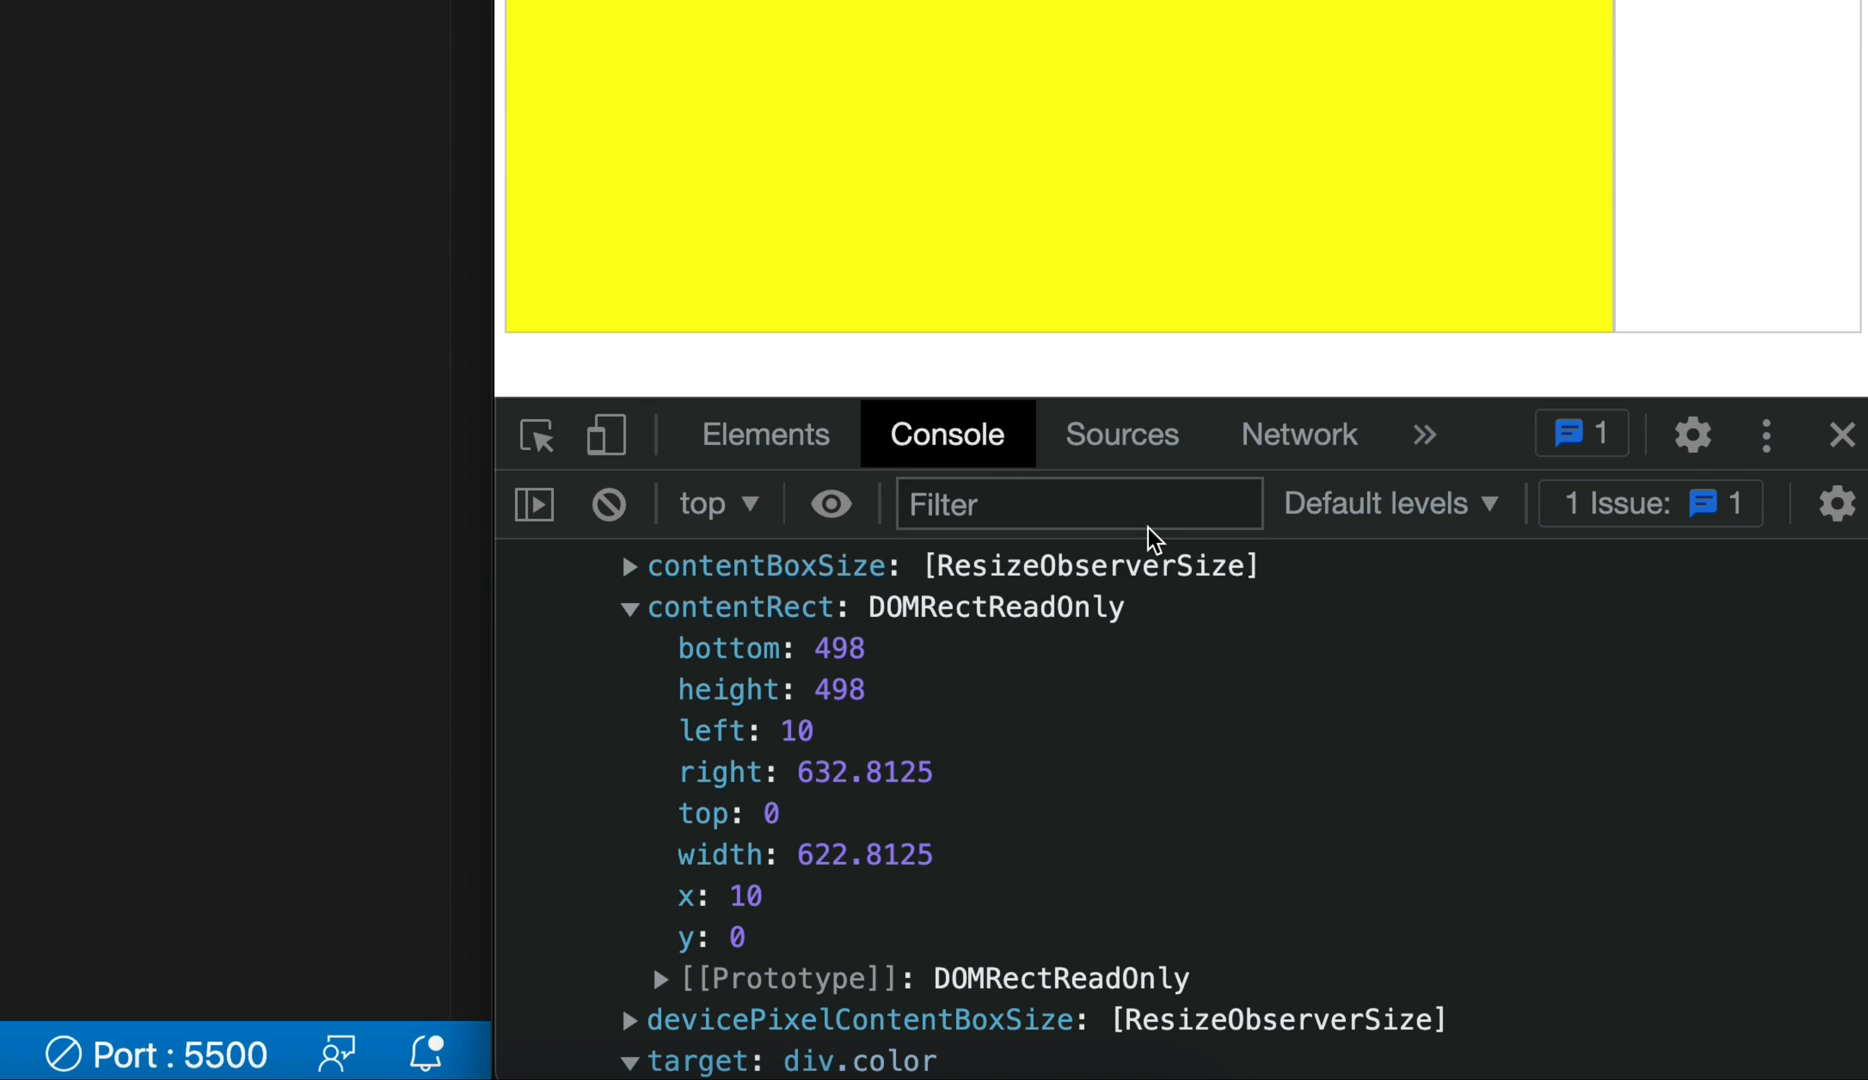 Elements Console Sources Network » 1
top ▼ Filter Default levels ▼ 1 Issue: 1
▶ contentBoxSize: [ResizeObserverSize]
▼ contentRect: DOMRectReadOnly
bottom: 498
height: 498
left: 10
right: 632.8125
top: 0
width: 622.8125
x: 10
y: 0
▶ [[Prototype]]: DOMRectReadOnly
▶ devicePixelContentBoxSize: [ResizeObserverSize]
▼ target: div.color
Port : 5500